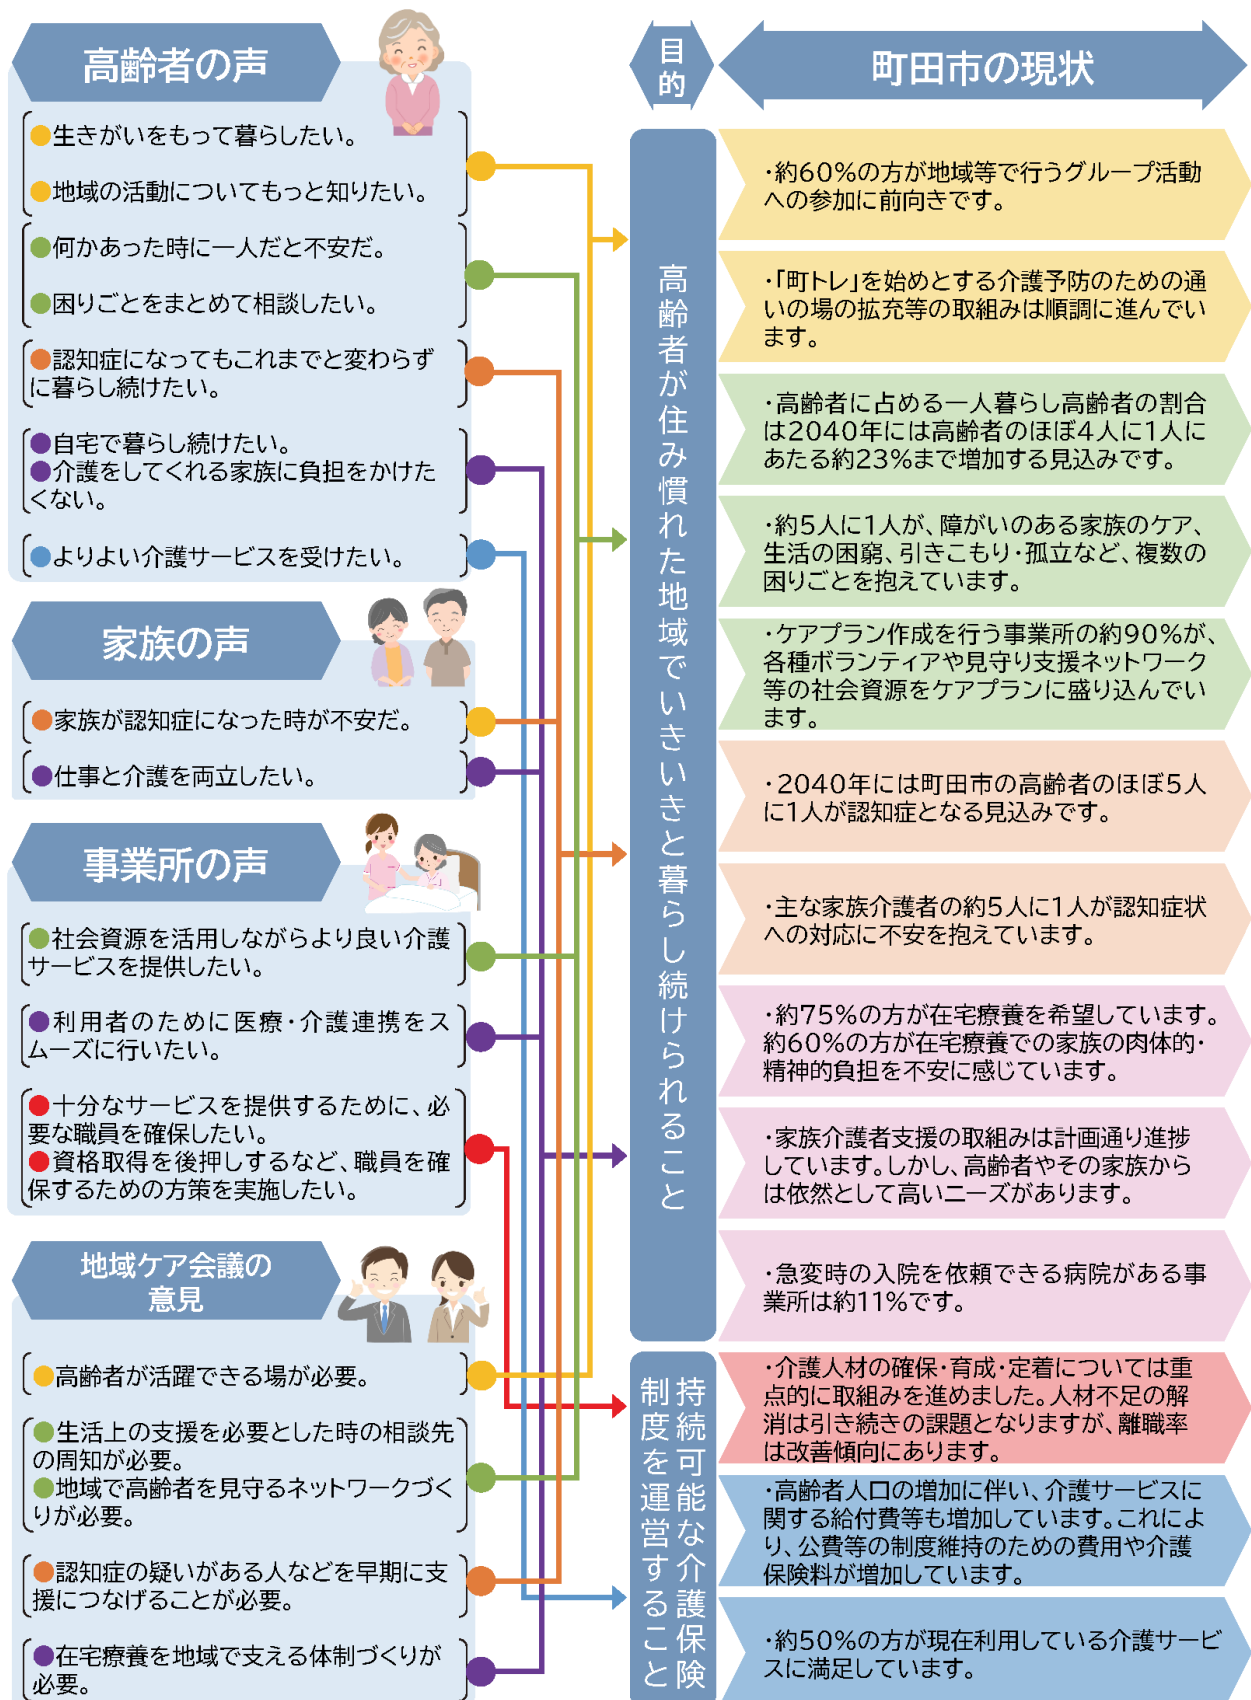 高齢者の声
●生きがいをもって暮らしたい。
●地域の活動についてもっと知りたい。
●何かあった時に一人だと不安だ。
●困りごとをまとめて相談したい。
●認知症になってもこれまでと変わらず
に暮らし続けたい。
●自宅で暮らし続けたい。
●介護をしてくれる家族に負担をかけた
くない。
●よりよい介護サービスを受けたい。
家族の声
●家族が認知症になった時が不安だ。
●仕事と介護を両立したい。
事業所の声
●社会資源を活用しながらより良い介護
サービスを提供したい。
●利用者のために医療・介護連携をス
ムーズに行いたい。
●十分なサービスを提供するために、必
要な職員を確保したい。
●資格取得を後押しするなど、職員を確
保するための方策を実施したい。
地域ケア会議の
意見
●高齢者が活躍できる場が必要。
●生活上の支援を必要とした時の相談先
の周知が必要。
●地域で高齢者を見守るネットワークづく
りが必要。
●認知症の疑いがある人などを早期に支
援につなげることが必要。
●在宅療養を地域で支える体制づくりが
必要。
目的
高齢者が住み慣れた地域でいきいきと暮らし続けられること
持続可能な介護保険
制度を運営すること
町田市の現状
・約60%の方が地域等で行うグループ活動
への参加に前向きです。
・「町トレ」を始めとする介護予防のための通
いの場の拡充等の取組みは順調に進んでい
ます。
・高齢者に占める一人暮らし高齢者の割合
は2040年には高齢者のほぼ4人に1人に
あたる約23%まで増加する見込みです。
・約5人に1人が、障がいのある家族のケア、
生活の困窮、引きこもり・孤立など、複数の
困りごとを抱えています。
・ケアプラン作成を行う事業所の約90%が、
各種ボランティアや見守り支援ネットワーク
等の社会資源をケアプランに盛り込んでい
ます。
・2040年には町田市の高齢者のほぼ5人
に1人が認知症となる見込みです。
・主な家族介護者の約5人に1人が認知症状
への対応に不安を抱えています。
・約75%の方が在宅療養を希望しています。
約60%の方が在宅療養での家族の肉体的・
精神的負担を不安に感じています。
・家族介護者支援の取組みは計画通り進捗
しています。しかし、高齢者やその家族から
は依然として高いニーズがあります。
・急変時の入院を依頼できる病院がある事
業所は約11%です。
・介護人材の確保・育成・定着については重
点的に取組みを進めました。人材不足の解
消は引き続きの課題となりますが、離職率
は改善傾向にあります。
・高齢者人口の増加に伴い、介護サービスに
関する給付費等も増加しています。これによ
り、公費等の制度維持のための費用や介護
保険料が増加しています。
・約50%の方が現在利用している介護サービ
スに満足しています。